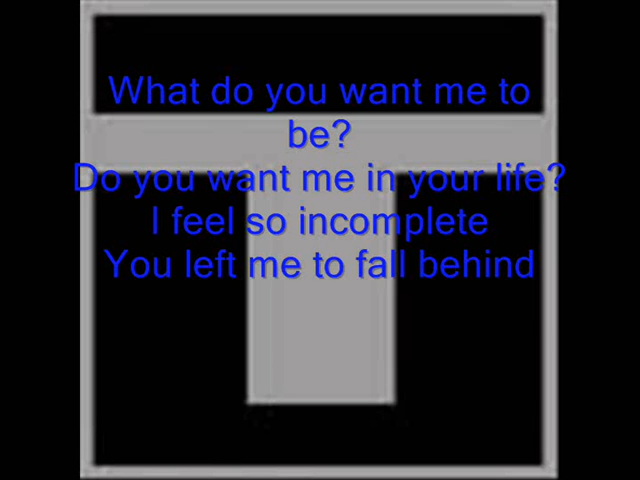 What do you want me to
be?
Do you want me in your life?
I feel so incomplete
You left me to fall behind